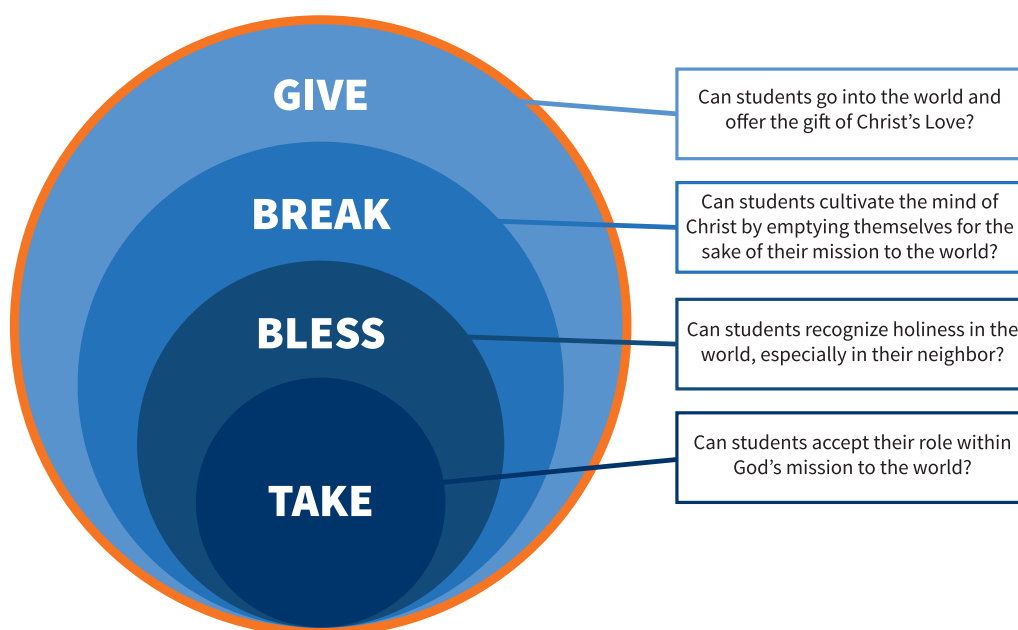 GIVE
Can students go into the world and
offer the gift of Christ’s Love?
BREAK
Can students cultivate the mind of
Christ by emptying themselves for the
sake of their mission to the world?
BLESS
Can students recognize holiness in the
world, especially in their neighbor?
TAKE
Can students accept their role within
God’s mission to the world?